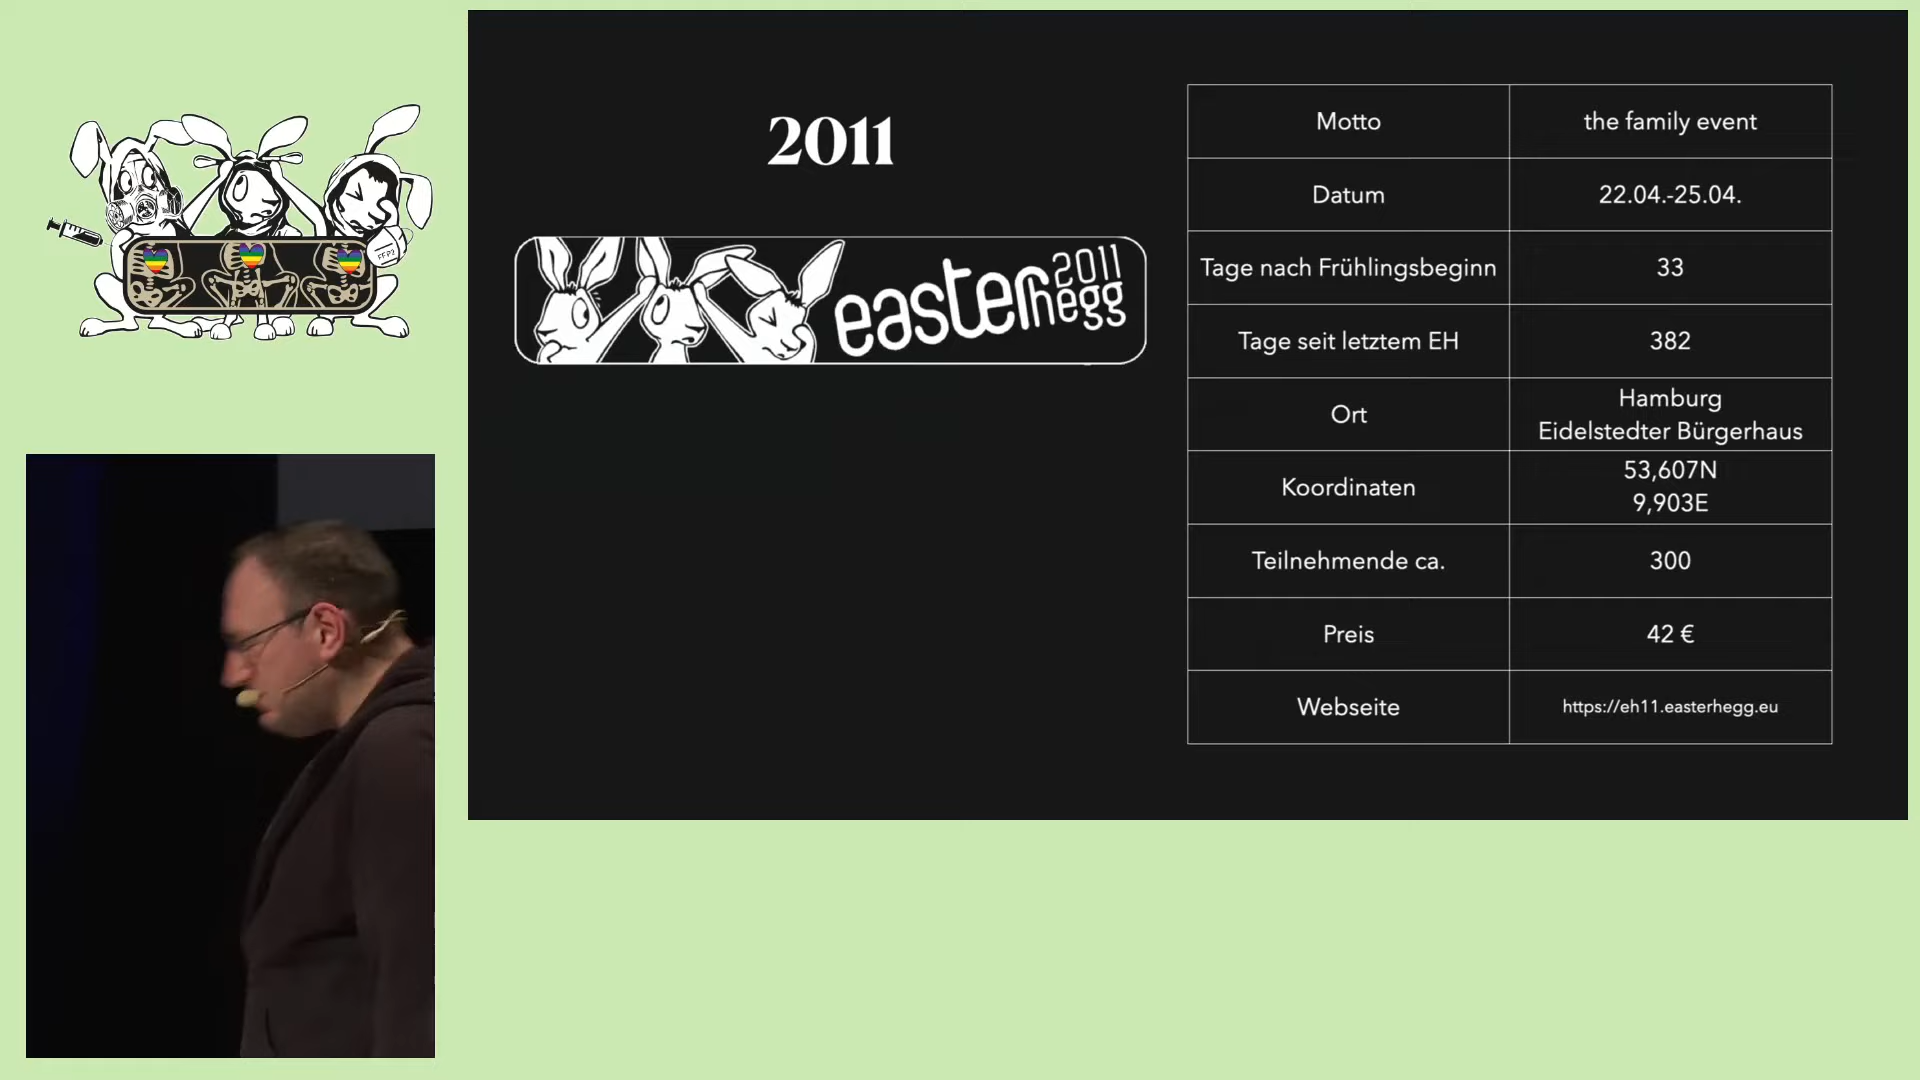 FFP2
2011
easterhegg 2011
Motto the family event
Datum 22.04.-25.04.
Tage nach Frühlingsbeginn 33
Tage seit letztem EH 382
Ort Hamburg
Eidelstedter Bürgerhaus
Koordinaten 53,607N
9,903E
Teilnehmende ca. 300
Preis 42 €
Webseite https://eh11.easterhegg.eu